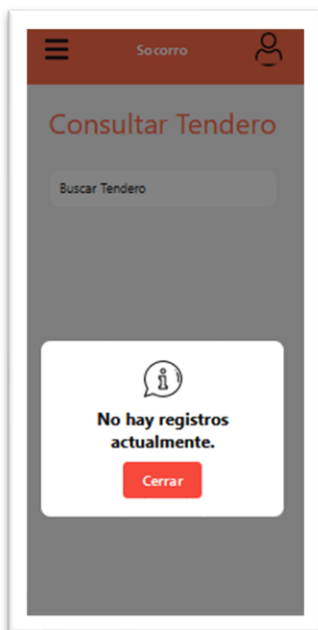 Socorro
Consultar Tendero
Buscar Tendero
No hay registros
actualmente.
Cerrar